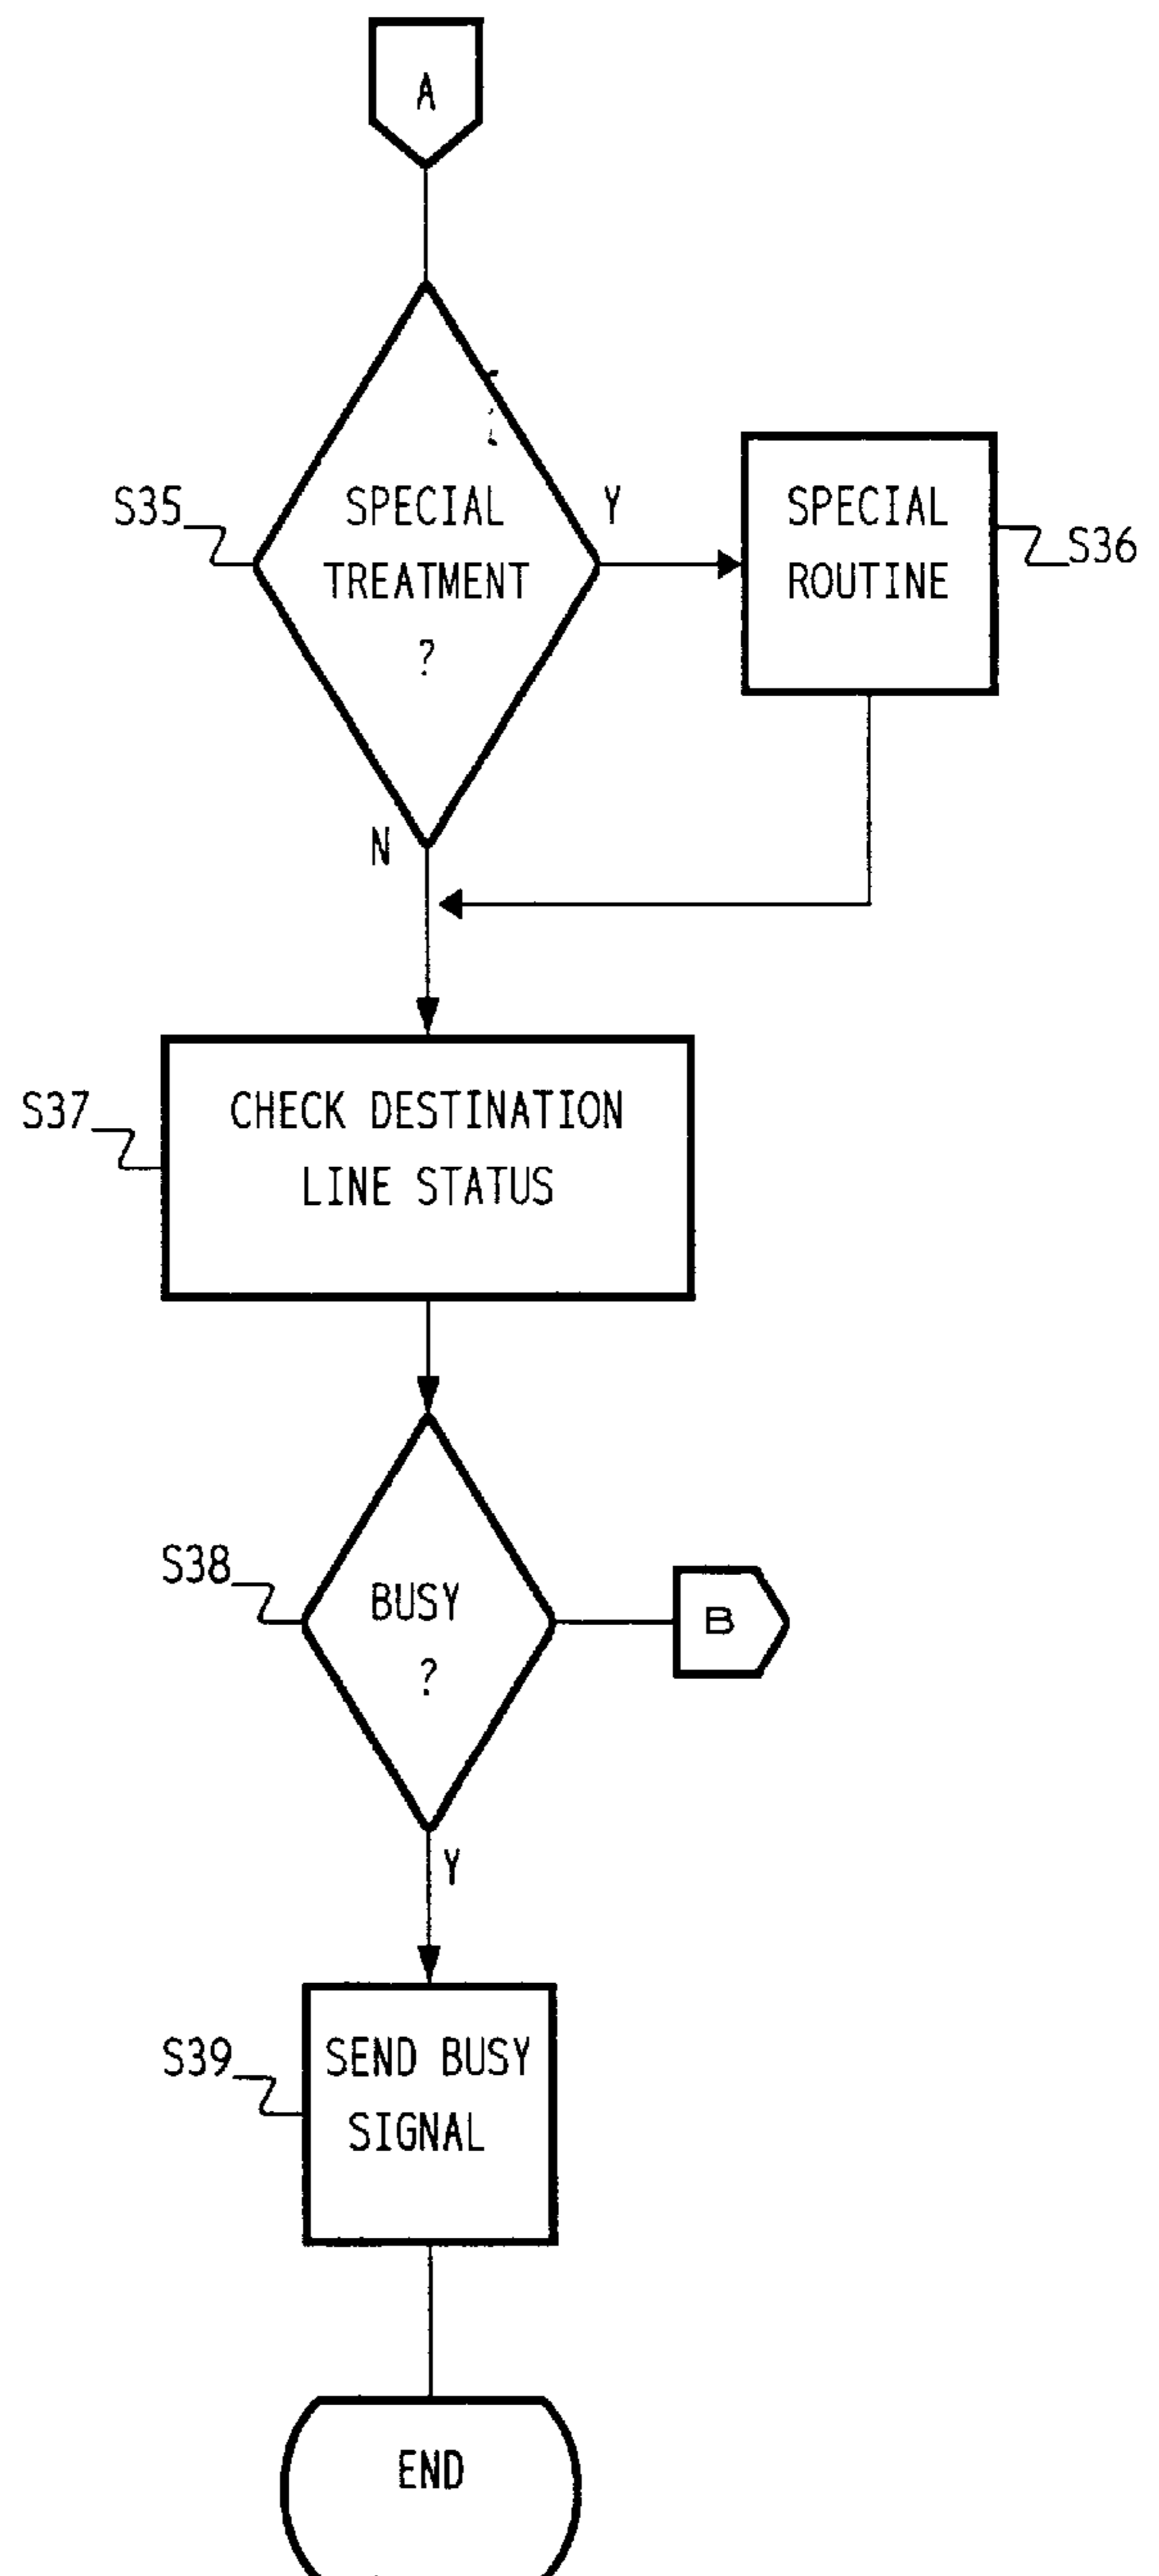 A
S35
SPECIAL
TREATMENT
?
Y
SPECIAL
ROUTINE
S36
N
S37
CHECK DESTINATION
LINE STATUS
S38
BUSY
?
B
Y
S39
SEND BUSY
SIGNAL
END